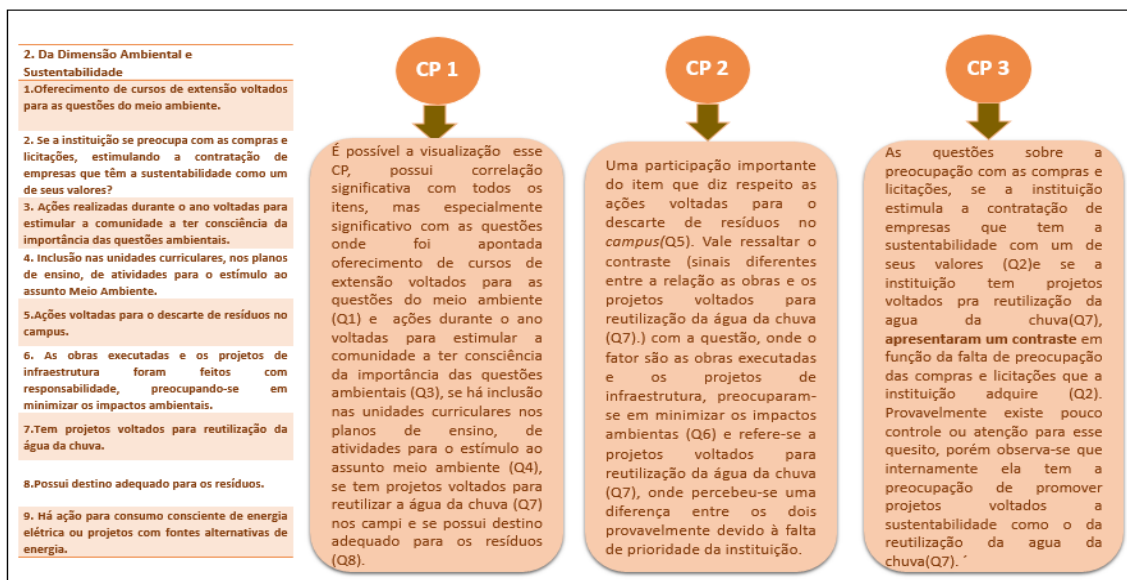 2. Da Dimensão Ambiental e
Sustentabilidade
1.Oferecimento de cursos de extensão voltados
para as questões do meio ambiente.
2. Se a instituição se preocupa com as compras e
licitações, estimulando a contratação de
empresas que têm a sustentabilidade como um
de seus valores?
3. Ações realizadas durante o ano voltadas para
estimular a comunidade a ter consciência da
importância das questões ambientais.
4. Inclusão nas unidades curriculares, nos planos
de ensino, de atividades para o estímulo ao
assunto Meio Ambiente.
5.Ações voltadas para o descarte de resíduos no
campus.
6. As obras executadas e os projetos de
infraestrutura foram feitos com
responsabilidade, preocupando-se em
minimizar os impactos ambientais.
7.Tem projetos voltados para reutilização da
água da chuva.
8.Possui destino adequado para os resíduos.
9. Há ação para consumo consciente de energia
elétrica ou projetos com fontes alternativas de
energia.
CP 1
É possível a visualização esse
CP, possui correlação
significativa com todos os
itens, mas especialmente
significativo com as questões
onde foi apontada
oferecimento de cursos de
extensão voltados para as
questões do meio ambiente
(Q1) e ações durante o ano
voltadas para estimular a
comunidade a ter consciência
da importância das questões
ambientais (Q3), se há inclusão
nas unidades curriculares nos
planos de ensino, de
atividades para o estímulo ao
assunto meio ambiente (Q4),
se tem projetos voltados para
reutilizar a água da chuva (Q7)
nos campi e se possui destino
adequado para os resíduos
(Q8).
CP 2
Uma participação importante
do item que diz respeito as
ações voltadas para o
descarte de resíduos no
campus(Q5). Vale ressaltar o
contraste (sinais diferentes
entre a relação as obras e os
projetos voltados para
reutilização da água da chuva
(Q7).) com a questão, onde o
fator são as obras executadas
e os projetos de
infraestrutura, preocuparam-
se em minimizar os impactos
ambientas (Q6) e refere-se a
projetos voltados para
reutilização da água da chuva
(Q7), onde percebeu-se uma
diferença entre os dois
provavelmente devido à falta
de prioridade da instituição.
CP 3
As questões sobre a
preocupação com as compras e
licitações, se a instituição
estimula a contratação de
empresas que tem a
sustentabilidade com um de
seus valores (Q2)e se a
instituição tem projetos
voltados pra reutilização da
agua da chuva(Q7),
apresentaram um contraste em
função da falta de preocupação
das compras e licitações que a
instituição adquire (Q2).
Provavelmente existe pouco
controle ou atenção para esse
quesito, porém observa-se que
internamente ela tem a
preocupação de promover
projetos voltados a
sustentabilidade como o da
reutilização da agua da
chuva(Q7). ´